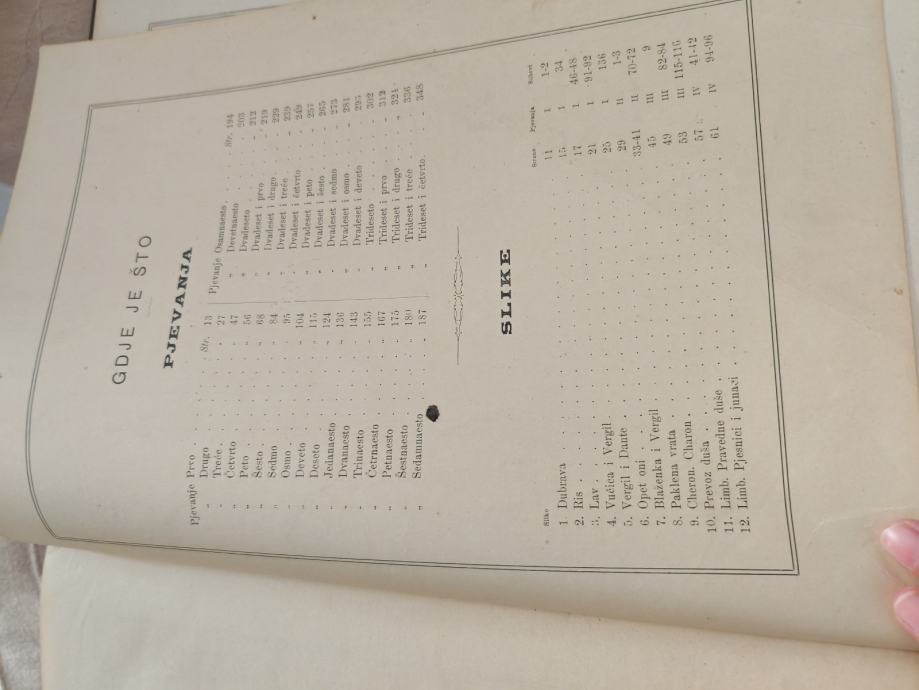 GDJE JE ŠTO
PJEVANJA
Pjevanje Prvo . . . . . Str. 13
„ Drugo . . . . . „ 27
„ Treće . . . . . „ 47
„ Četvrto . . . . „ 56
„ Peto . . . . . „ 68
„ Šesto . . . . . „ 84
„ Sedmo . . . . . „ 95
„ Osmo . . . . . „ 104
„ Deveto . . . . „ 115
„ Deseto . . . . „ 124
„ Jedanaesto . . . „ 136
„ Dvanaesto . . . „ 143
„ Trinaesto . . . „ 155
„ Četrnaesto . . . „ 167
„ Petnaesto . . . „ 175
„ Šestnaesto . . . „ 180
„ Sedamnaesto . . . „ 187
Pjevanje Osamnaesto . . . Str. 194
„ Devetnaesto . . . „ 203
„ Dvadeseto . . . „ 212
„ Dvadeset i prvo . . „ 219
„ Dvadeset i drugo . . „ 229
„ Dvadeset i treće . . „ 239
„ Dvadeset i četvrto . „ 249
„ Dvadeset i peto . . „ 257
„ Dvadeset i šesto . . „ 265
„ Dvadeset i sedmo . . „ 273
„ Dvadeset i osmo . . „ 281
„ Dvadeset i deveto . . „ 295
„ Trideseto . . . . „ 302
„ Trideset i prvo . . „ 312
„ Trideset i drugo . . „ 324
„ Trideset i treće . . „ 336
„ Trideset i četvrto . . „ 348
SLIKE
Slike Strana Pjevanja
1. Dubrava . . . . . 11 I 1-2
2. Ris . . . . . 15 I 34
3. Lav . . . . . 17 I 46-48
4. Vučica i Vergil . . . . . 21 I 91-92
5. Vergil i Dante . . . . . 25 I 136
6. Opet oni . . . . . 29 II 1-3
7. Blaženka i Vergil . . . . . 33-41 II 70-72
8. Paklena vrata . . . . . 45 III 9
9. Cheron. Charon . . . . . 49 III 82-84
10. Prevoz duša . . . . . 53 III 115-116
11. Limb. Pravedne duše . . . . . 57 IV 41-42
12. Limb. Pjesnici i junaci . . . . . 61 IV 94-96